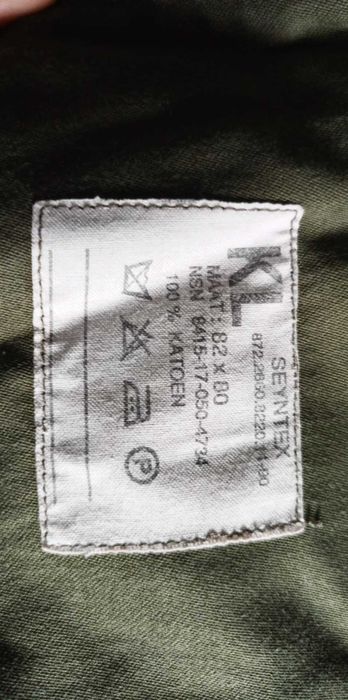 KL
SEYNTEX
MAAT: 82 x 80
NSN 8415-17-050-4734
100 % KATOEN
P